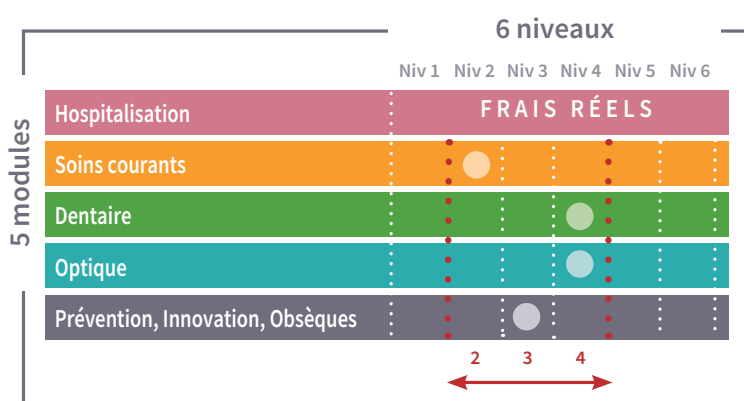 6 niveaux
Niv 1 Niv 2 Niv 3 Niv 4 Niv 5 Niv 6
5 modules
Hospitalisation FRAIS RÉELS
Soins courants
Dentaire
Optique
Prévention, Innovation, Obsèques
2 3 4